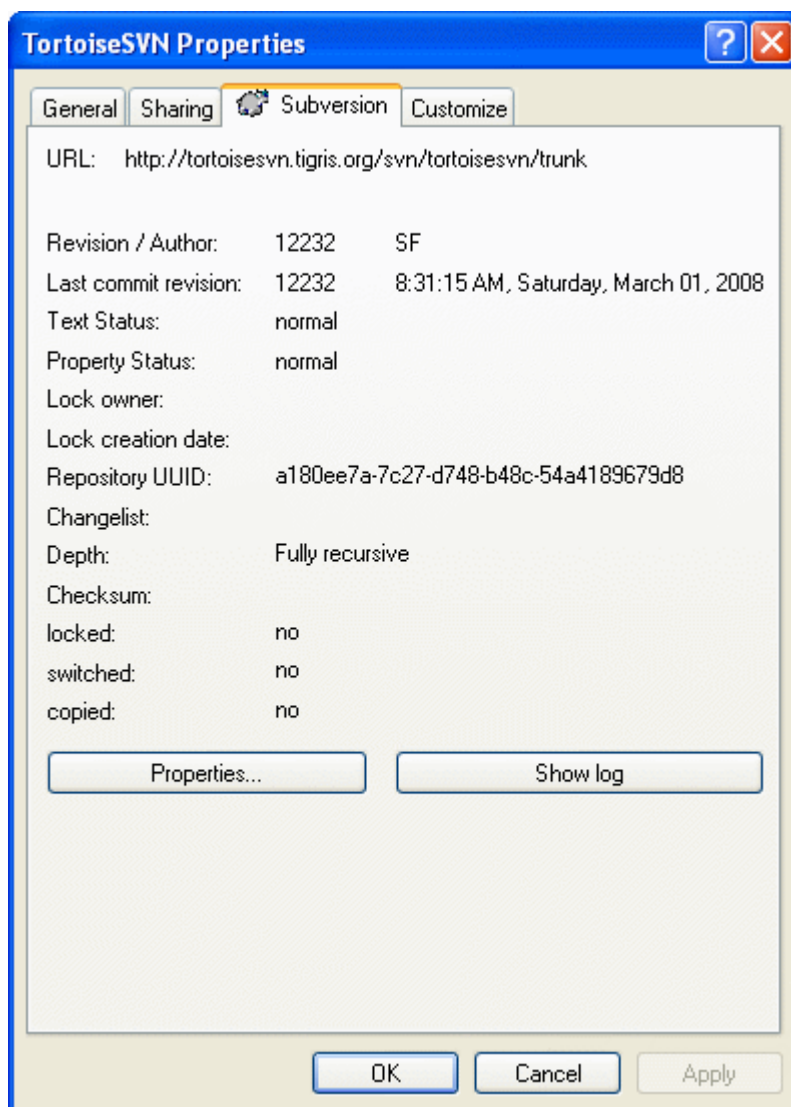 TortoiseSVN Properties
General Sharing Subversion Customize
URL: http://tortoisesvn.tigris.org/svn/tortoisesvn/trunk
Revision / Author: 12232 SF
Last commit revision: 12232 8:31:15 AM, Saturday, March 01, 2008
Text Status: normal
Property Status: normal
Lock owner:
Lock creation date:
Repository UUID: a180ee7a-7c27-d748-b48c-54a4189679d8
Changelist:
Depth: Fully recursive
Checksum:
locked: no
switched: no
copied: no
Properties... Show log
OK Cancel Apply